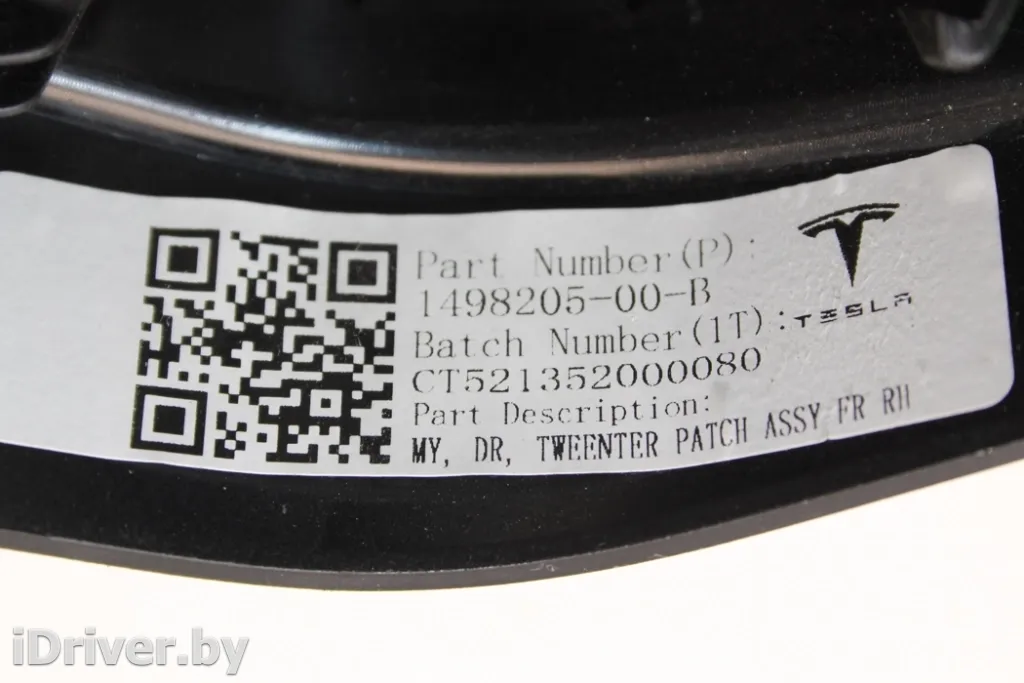 Part Number(P):
1498205-00-B
Batch Number(1T):
CT521352000080
Part Description:
MY, DR, TWEENTER PATCH ASSY FR RH
TESLA
iDriver.by